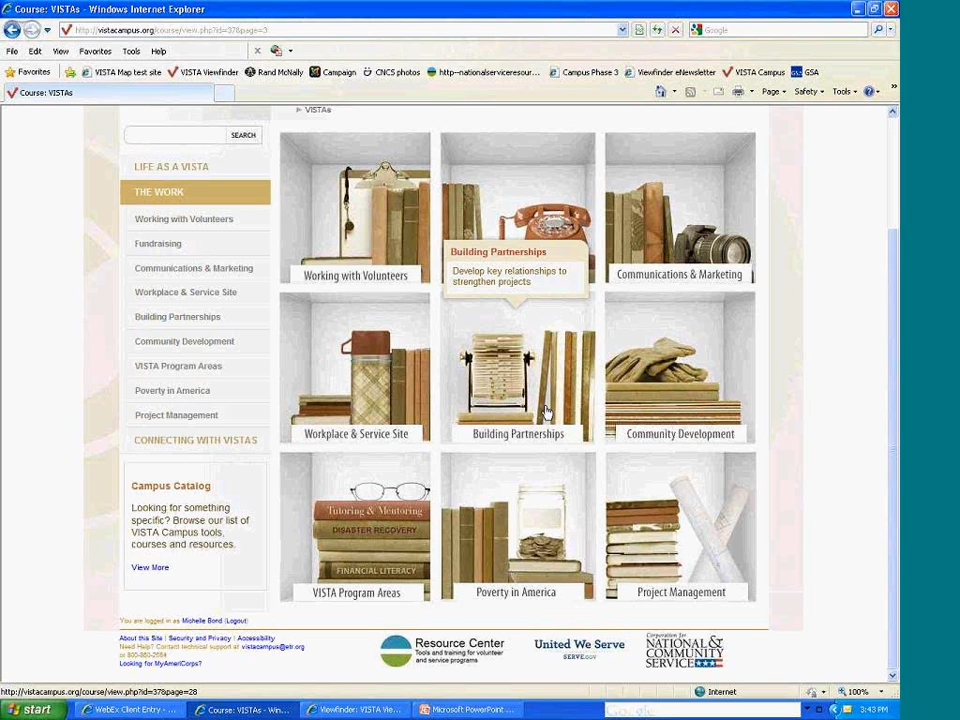 Course: VISTAs - Windows Internet Explorer
http://vistacampus.org/course/view.php?id=37&page=3
Google
File Edit View Favorites Tools Help
Favorites VISTA Map test site VISTA Viewfinder Rand McNally Campaign CNCS photos http--nationalserviceresour... Campus Phase 3 Viewfinder eNewsletter VISTA Campus GSA
Course: VISTAs
Page Safety Tools
VISTAs
SEARCH
LIFE AS A VISTA
THE WORK
Working with Volunteers
Fundraising
Communications & Marketing
Workplace & Service Site
Building Partnerships
Community Development
VISTA Program Areas
Poverty in America
Project Management
CONNECTING WITH VISTAS
Campus Catalog
Looking for something
specific? Browse our list of
VISTA Campus tools,
courses and resources.
View More
Working with Volunteers
Building Partnerships
Develop key relationships to
strengthen projects
Communications & Marketing
Workplace & Service Site
Building Partnerships
Community Development
Tutoring & Mentoring
DISASTER RECOVERY
FINANCIAL LITERACY
VISTA Program Areas
Poverty in America
Project Management
You are logged in as Michelle Bond (Logout)
About this Site | Security and Privacy | Accessibility
Need Help? Contact technical support at vistacampus@etr.org
Looking for MyAmeriCorps?
Resource Center
Tools and training for volunteer
and service programs
United We Serve
SERVE.GOV
Corporation for
NATIONAL &
COMMUNITY
SERVICE
http://vistacampus.org/course/view.php?id=37&page=28
Internet
100%
start
WebEx Client Entry - ...
Course: VISTAs - Win...
Viewfinder: VISTA Vie...
Microsoft PowerPoint ...
Google
3:43 PM